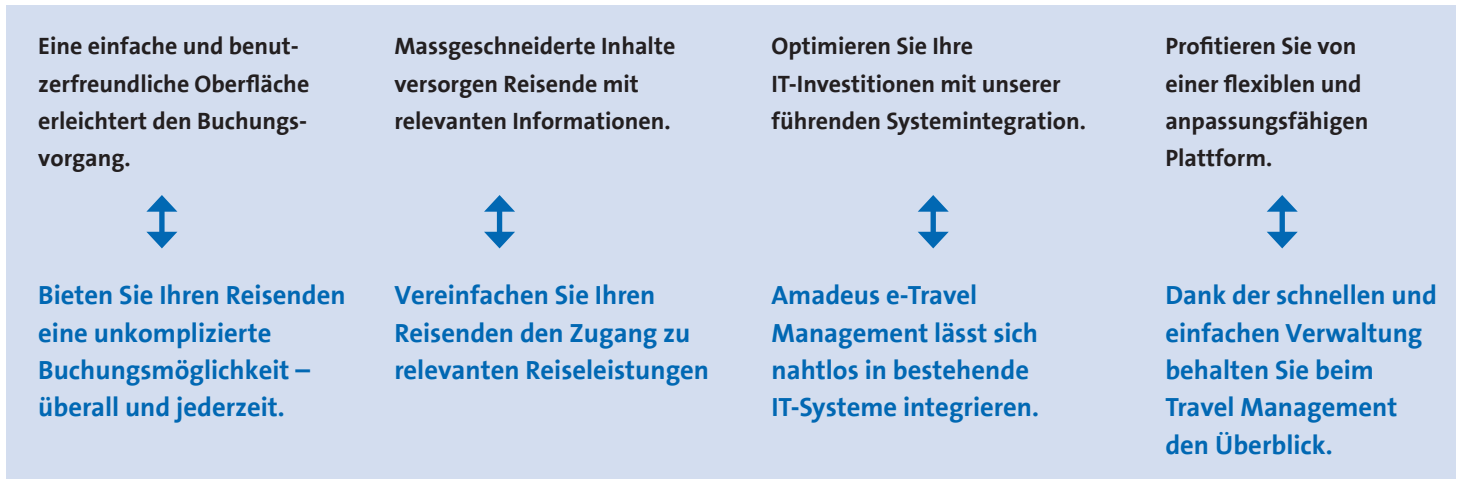 Eine einfache und benut-
zerfreundliche Oberfläche
erleichtert den Buchungs-
vorgang.
Bieten Sie Ihren Reisenden
eine unkomplizierte
Buchungsmöglichkeit –
überall und jederzeit.
Massgeschneiderte Inhalte
versorgen Reisende mit
relevanten Informationen.
Vereinfachen Sie Ihren
Reisenden den Zugang zu
relevanten Reiseleistungen
Optimieren Sie Ihre
IT-Investitionen mit unserer
führenden Systemintegration.
Amadeus e-Travel
Management lässt sich
nahtlos in bestehende
IT-Systeme integrieren.
Profitieren Sie von
einer flexiblen und
anpassungsfähigen
Plattform.
Dank der schnellen und
einfachen Verwaltung
behalten Sie beim
Travel Management
den Überblick.